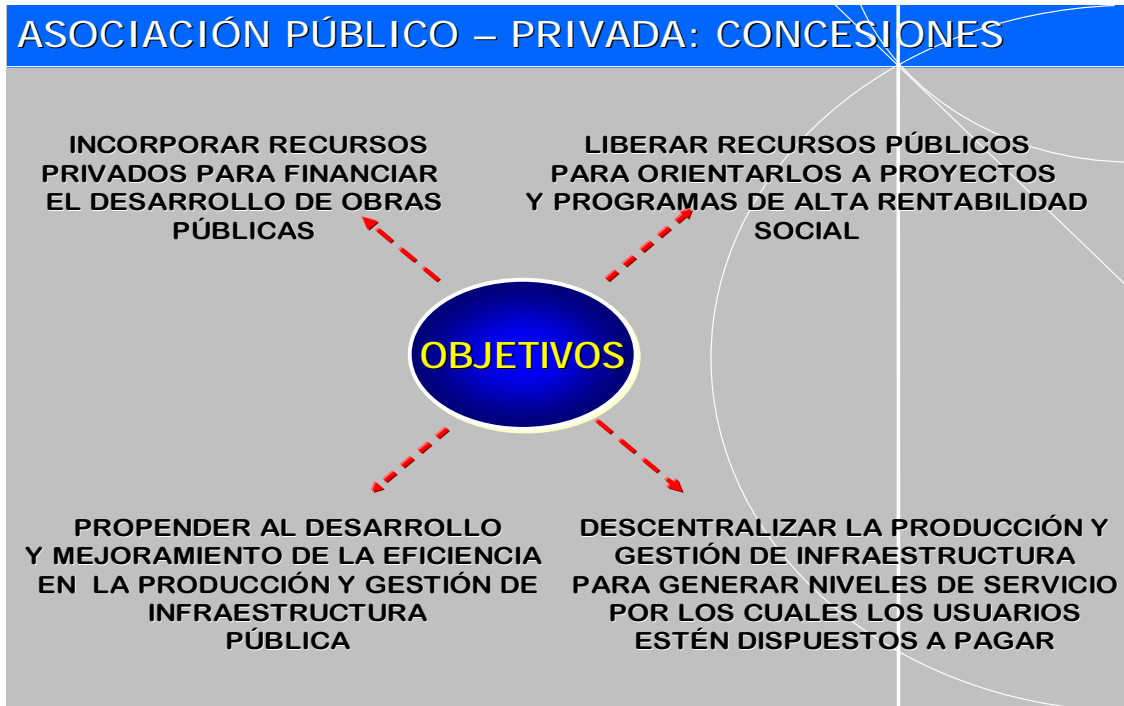 ASOCIACIÓN PÚBLICO – PRIVADA: CONCESIONES
INCORPORAR RECURSOS
PRIVADOS PARA FINANCIAR
EL DESARROLLO DE OBRAS
PÚBLICAS
LIBERAR RECURSOS PÚBLICOS
PARA ORIENTARLOS A PROYECTOS
Y PROGRAMAS DE ALTA RENTABILIDAD
SOCIAL
OBJETIVOS
PROPENDER AL DESARROLLO
Y MEJORAMIENTO DE LA EFICIENCIA
EN LA PRODUCCIÓN Y GESTIÓN DE
INFRAESTRUCTURA
PÚBLICA
DESCENTRALIZAR LA PRODUCCIÓN Y
GESTIÓN DE INFRAESTRUCTURA
PARA GENERAR NIVELES DE SERVICIO
POR LOS CUALES LOS USUARIOS
ESTÉN DISPUESTOS A PAGAR